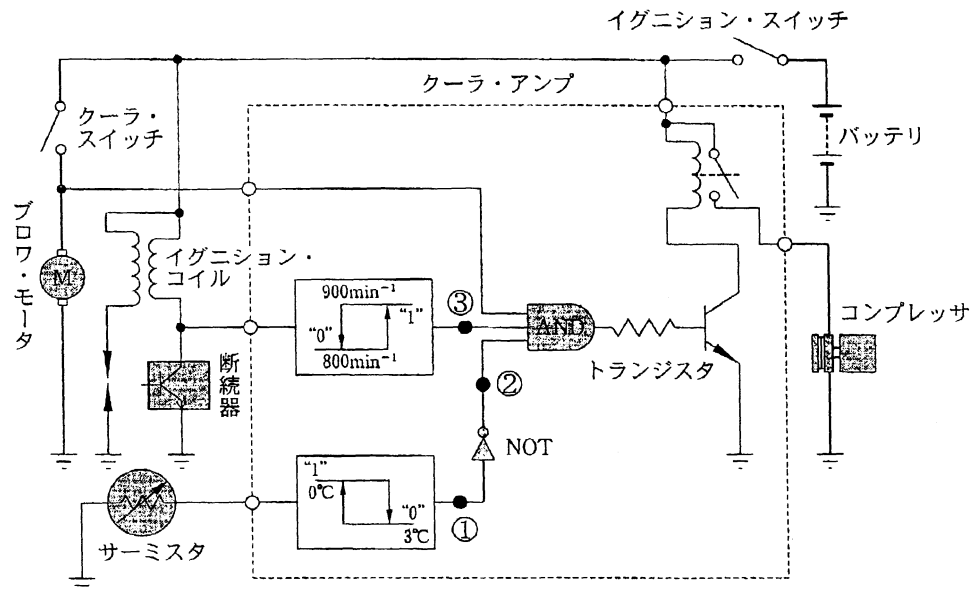 イグニション・スイッチ
クーラ・アンプ
クーラ・
スイッチ
バッテリ
ブロワ・モータ
M
イグニション・
コイル
900min⁻¹
“1”
“0”
800min⁻¹
③
AND
コンプレッサ
トランジスタ
断続器
②
NOT
“1”
0℃
“0”
3℃
①
サーミスタ